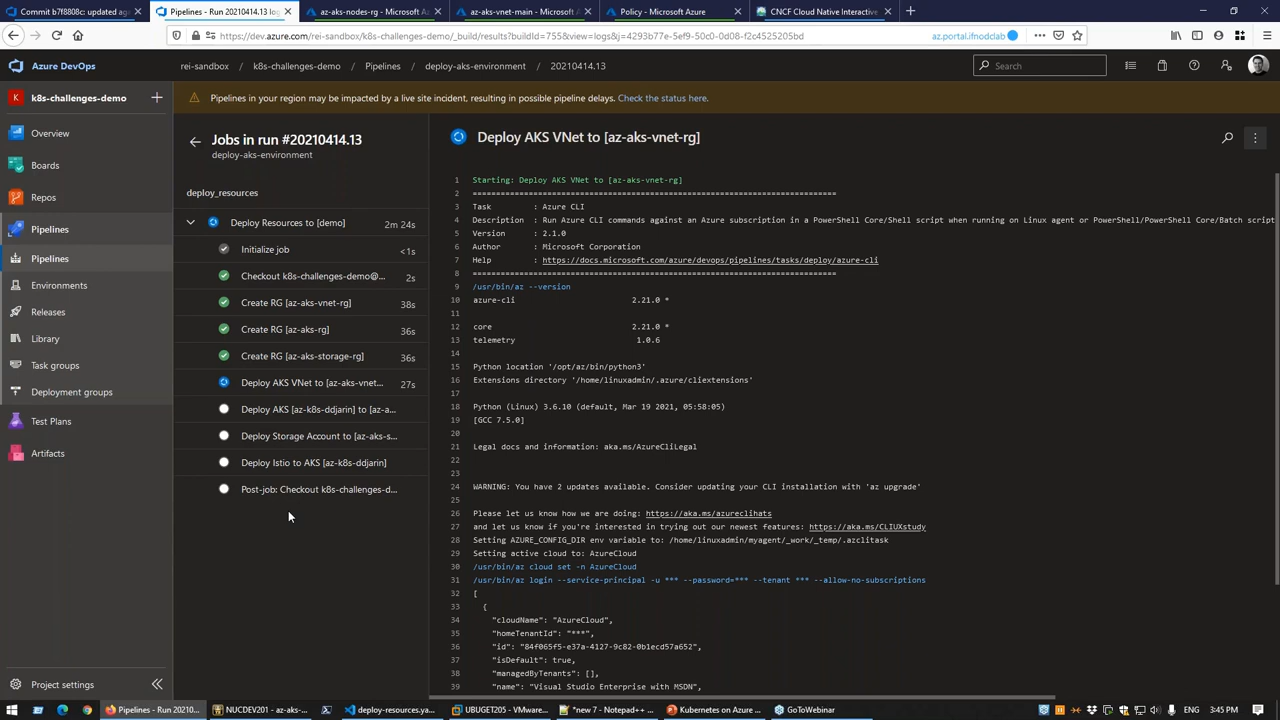 Commit b7f8808c: updated ag
Pipelines - Run 20210414.13 log
az-aks-nodes-rg - Microsoft Az
az-aks-vnet-main - Microsoft A
Policy - Microsoft Azure
CNCF Cloud Native Interactive
https://dev.azure.com/rei-sandbox/k8s-challenges-demo/_build/results?buildId=755&view=logs&j=4293b77e-5ef9-50c0-0d08-f2c4525205bd
az.portal.ifnodclab
Azure DevOps
rei-sandbox
k8s-challenges-demo
Pipelines
deploy-aks-environment
20210414.13
Search
K
k8s-challenges-demo
Pipelines in your region may be impacted by a live site incident, resulting in possible pipeline delays. Check the status here.
Overview
Boards
Repos
Pipelines
Pipelines
Environments
Releases
Library
Task groups
Deployment groups
Test Plans
Artifacts
Project settings
Jobs in run #20210414.13
deploy-aks-environment
deploy_resources
Deploy Resources to [demo] 2m 24s
Initialize job <1s
Checkout k8s-challenges-demo@... 2s
Create RG [az-aks-vnet-rg] 38s
Create RG [az-aks-rg] 36s
Create RG [az-aks-storage-rg] 36s
Deploy AKS VNet to [az-aks-vnet... 27s
Deploy AKS [az-k8s-ddjarin] to [az-a...
Deploy Storage Account to [az-aks-s...
Deploy Istio to AKS [az-k8s-ddjarin]
Post-job: Checkout k8s-challenges-d...
Deploy AKS VNet to [az-aks-vnet-rg]
1 Starting: Deploy AKS VNet to [az-aks-vnet-rg]
2 ==============================================================================
3 Task : Azure CLI
4 Description : Run Azure CLI commands against an Azure subscription in a PowerShell Core/Shell script when running on Linux agent or PowerShell/PowerShell Core/Batch script
5 Version : 2.1.0
6 Author : Microsoft Corporation
7 Help : https://docs.microsoft.com/azure/devops/pipelines/tasks/deploy/azure-cli
8 ==============================================================================
9 /usr/bin/az --version
10 azure-cli 2.21.0 *
11
12 core 2.21.0 *
13 telemetry 1.0.6
14
15 Python location '/opt/az/bin/python3'
16 Extensions directory '/home/linuxadmin/.azure/cliextensions'
17
18 Python (Linux) 3.6.10 (default, Mar 19 2021, 05:58:05)
19 [GCC 7.5.0]
20
21 Legal docs and information: aka.ms/AzureCliLegal
22
23
24 WARNING: You have 2 updates available. Consider updating your CLI installation with 'az upgrade'
25
26 Please let us know how we are doing: https://aka.ms/azureclihats
27 and let us know if you're interested in trying out our newest features: https://aka.ms/CLIUXstudy
28 Setting AZURE_CONFIG_DIR env variable to: /home/linuxadmin/myagent/_work/_temp/.azclitask
29 Setting active cloud to: AzureCloud
30 /usr/bin/az cloud set -n AzureCloud
31 /usr/bin/az login --service-principal -u *** --password=*** --tenant *** --allow-no-subscriptions
32 [
33 {
34 "cloudName": "AzureCloud",
35 "homeTenantId": "***",
36 "id": "84f065f5-e37a-4127-9c82-0b1ecd57a652",
37 "isDefault": true,
38 "managedByTenants": [],
39 "name": "Visual Studio Enterprise with MSDN",
Pipelines - Run 2021...
NUCDEV201 - az-aks-...
deploy-resources.ya...
UBUGET205 - VMware...
*new 7 - Notepad++ ...
Kubernetes on Azure ...
GoToWebinar
3:45 PM